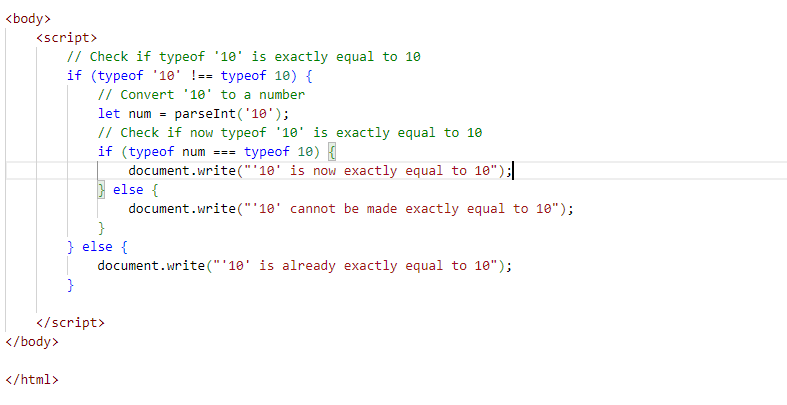 <body>
<script>
// Check if typeof '10' is exactly equal to 10
if (typeof '10' !== typeof 10) {
// Convert '10' to a number
let num = parseInt('10');
// Check if now typeof '10' is exactly equal to 10
if (typeof num === typeof 10) {
document.write("'10' is now exactly equal to 10");
} else {
document.write("'10' cannot be made exactly equal to 10");
}
} else {
document.write("'10' is already exactly equal to 10");
}
</script>
</body>
</html>